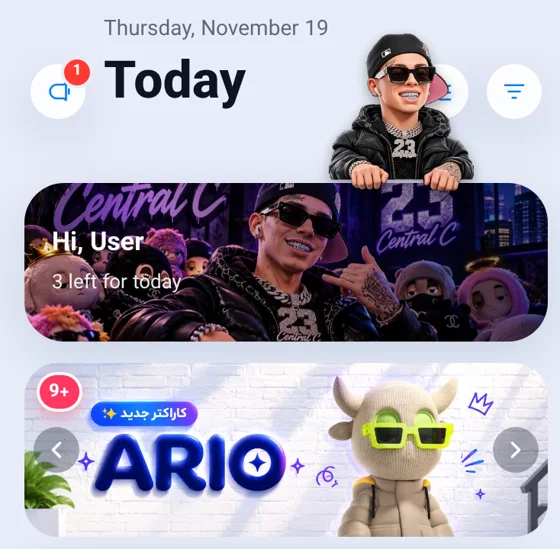 Thursday, November 19
1
Today
23
Central C
23
Central C
Hi, User
3 left for today
23
Central C
9+
کاراکتر جدید
ARIO